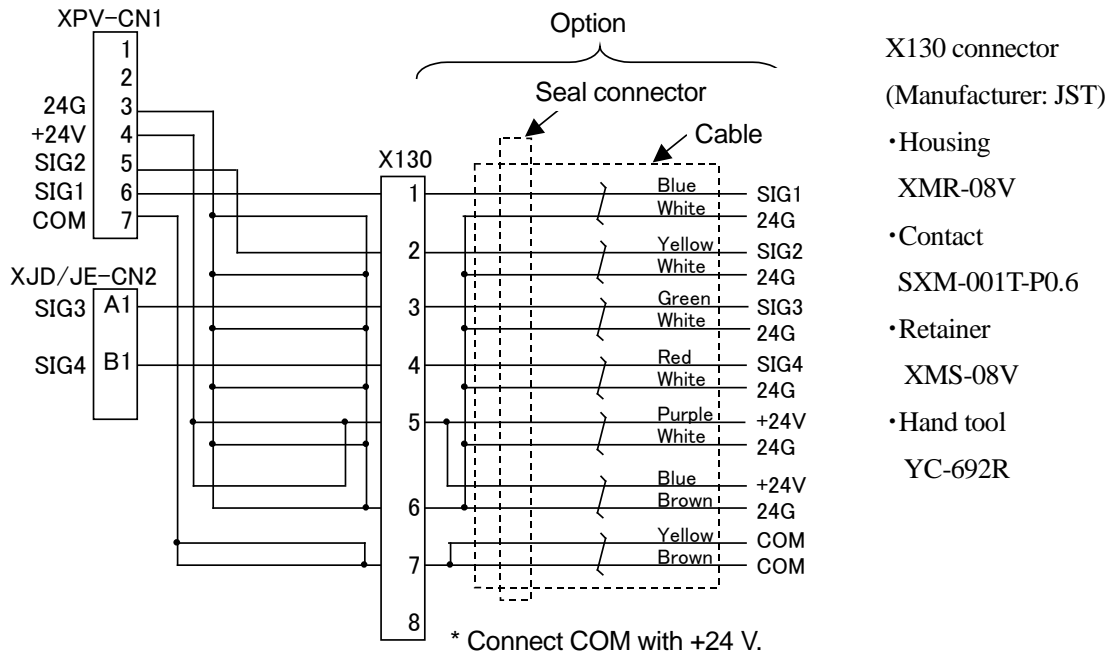 XPV-CN1
1
2
24G 3
+24V 4
SIG2 5
SIG1 6
COM 7
XJD/JE-CN2
SIG3 A1
SIG4 B1
X130
1
2
3
4
5
6
7
8
Option
Seal connector
Cable
Blue SIG1
White 24G
Yellow SIG2
White 24G
Green SIG3
White 24G
Red SIG4
White 24G
Purple +24V
White 24G
Blue +24V
Brown 24G
Yellow COM
Brown COM
* Connect COM with +24 V.
X130 connector
(Manufacturer: JST)
・Housing
XMR-08V
・Contact
SXM-001T-P0.6
・Retainer
XMS-08V
・Hand tool
YC-692R